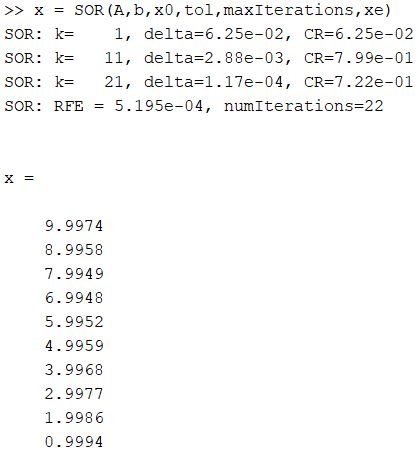 >> x = SOR(A,b,x0,tol,maxIterations,xe)
SOR: k=    1, delta=6.25e-02, CR=6.25e-02
SOR: k=   11, delta=2.88e-03, CR=7.99e-01
SOR: k=   21, delta=1.17e-04, CR=7.22e-01
SOR: RFE = 5.195e-04, numIterations=22
x =
9.9974
8.9958
7.9949
6.9948
5.9952
4.9959
3.9968
2.9977
1.9986
0.9994